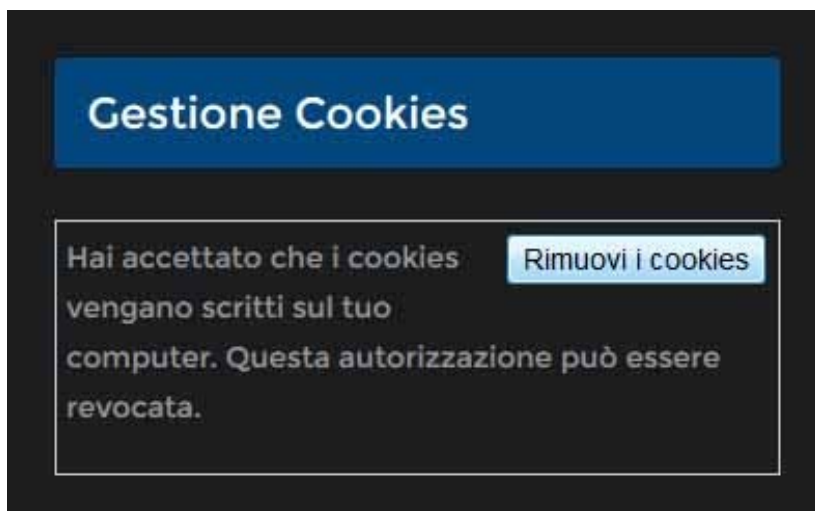 Gestione Cookies
Hai accettato che i cookies
Rimuovi i cookies
vengano scritti sul tuo
computer. Questa autorizzazione può essere
revocata.